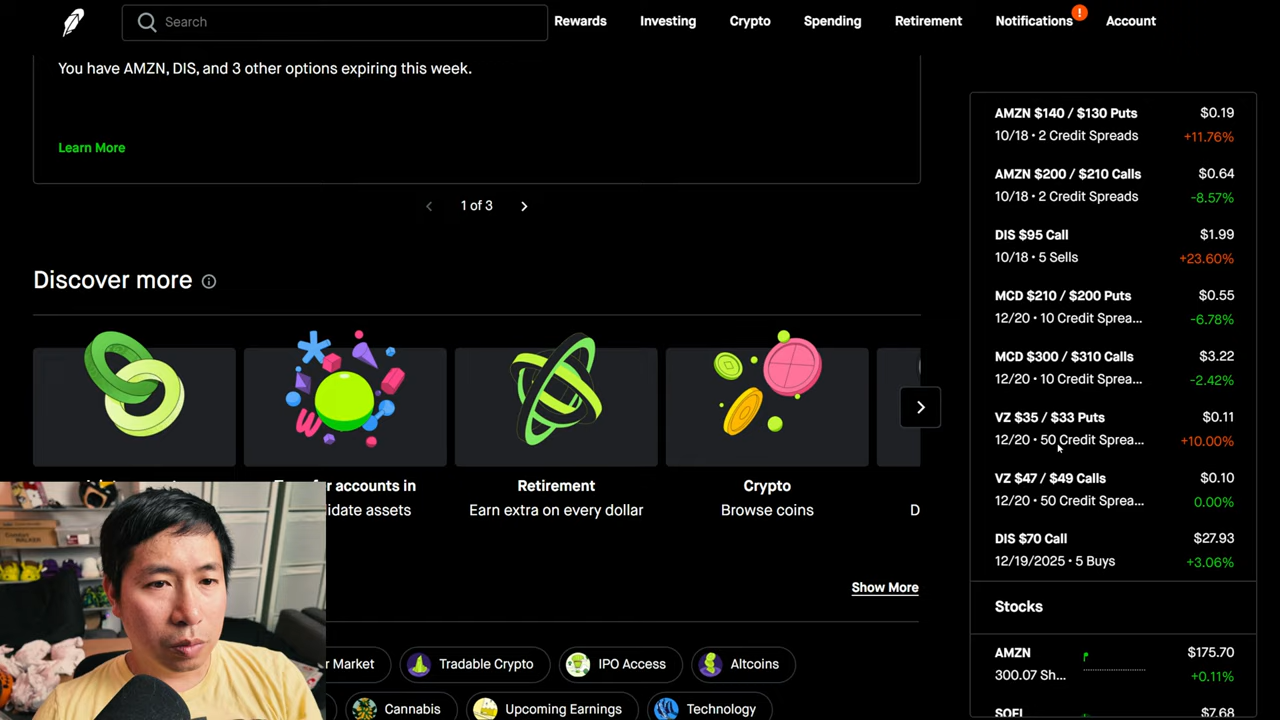 Search
Rewards
Investing
Crypto
Spending
Retirement
Notifications
!
Account
You have AMZN, DIS, and 3 other options expiring this week.
Learn More
1 of 3
Discover more
for accounts in
idate assets
Retirement
Earn extra on every dollar
Crypto
Browse coins
D
Show More
r Market
Tradable Crypto
IPO Access
Altcoins
Cannabis
Upcoming Earnings
Technology
AMZN $140 / $130 Puts
$0.19
10/18 • 2 Credit Spreads
+11.76%
AMZN $200 / $210 Calls
$0.64
10/18 • 2 Credit Spreads
-8.57%
DIS $95 Call
$1.99
10/18 • 5 Sells
+23.60%
MCD $210 / $200 Puts
$0.55
12/20 • 10 Credit Sprea...
-6.78%
MCD $300 / $310 Calls
$3.22
12/20 • 10 Credit Sprea...
-2.42%
VZ $35 / $33 Puts
$0.11
12/20 • 50 Credit Sprea...
+10.00%
VZ $47 / $49 Calls
$0.10
12/20 • 50 Credit Sprea...
0.00%
DIS $70 Call
$27.93
12/19/2025 • 5 Buys
+3.06%
Stocks
AMZN
$175.70
300.07 Sh...
+0.11%
SOFI
$7.68